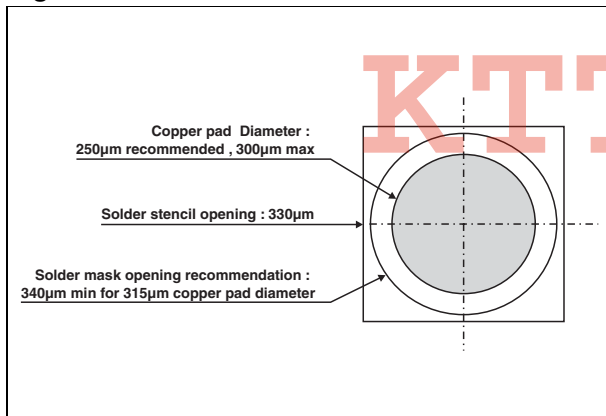 KTT
Copper pad Diameter :
250µm recommended , 300µm max
Solder stencil opening : 330µm
Solder mask opening recommendation :
340µm min for 315µm copper pad diameter